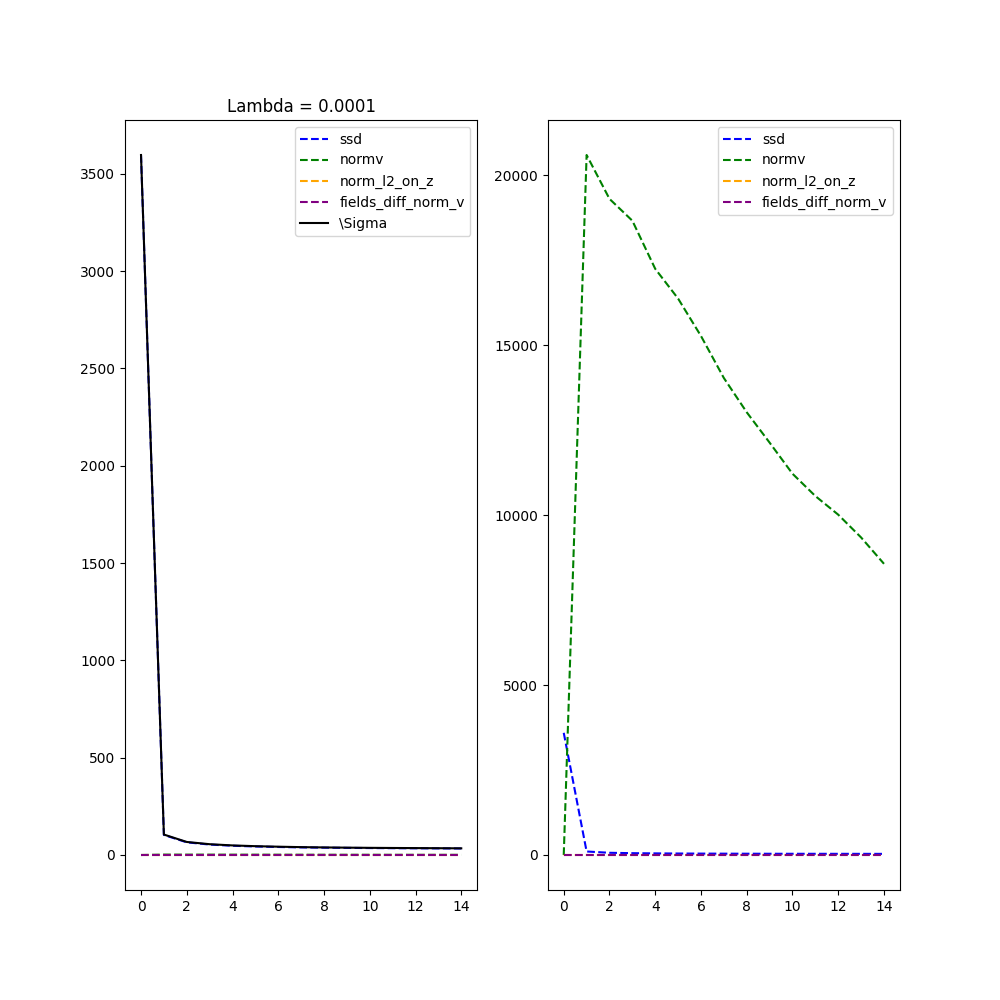 Lambda = 0.0001
ssd
normv
norm_l2_on_z
fields_diff_norm_v
\Sigma
3500
3000
2500
2000
1500
1000
500
0
0 2 4 6 8 10 12 14
ssd
normv
norm_l2_on_z
fields_diff_norm_v
20000
15000
10000
5000
0
0 2 4 6 8 10 12 14